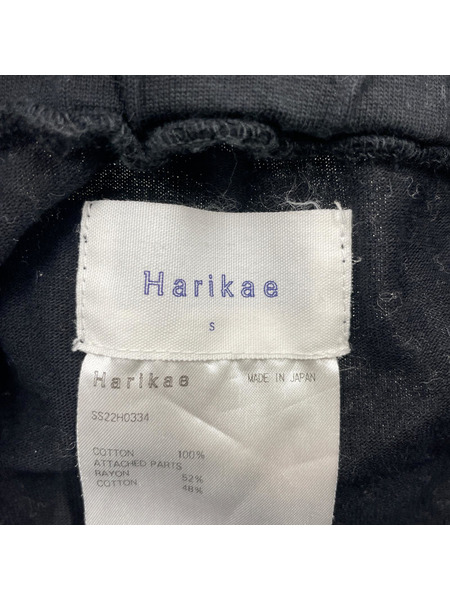 Harikae
S
Harikae MADE IN JAPAN
SS22H0334
COTTON 100%
ATTACHED PARTS
RAYON 52%
COTTON 48%